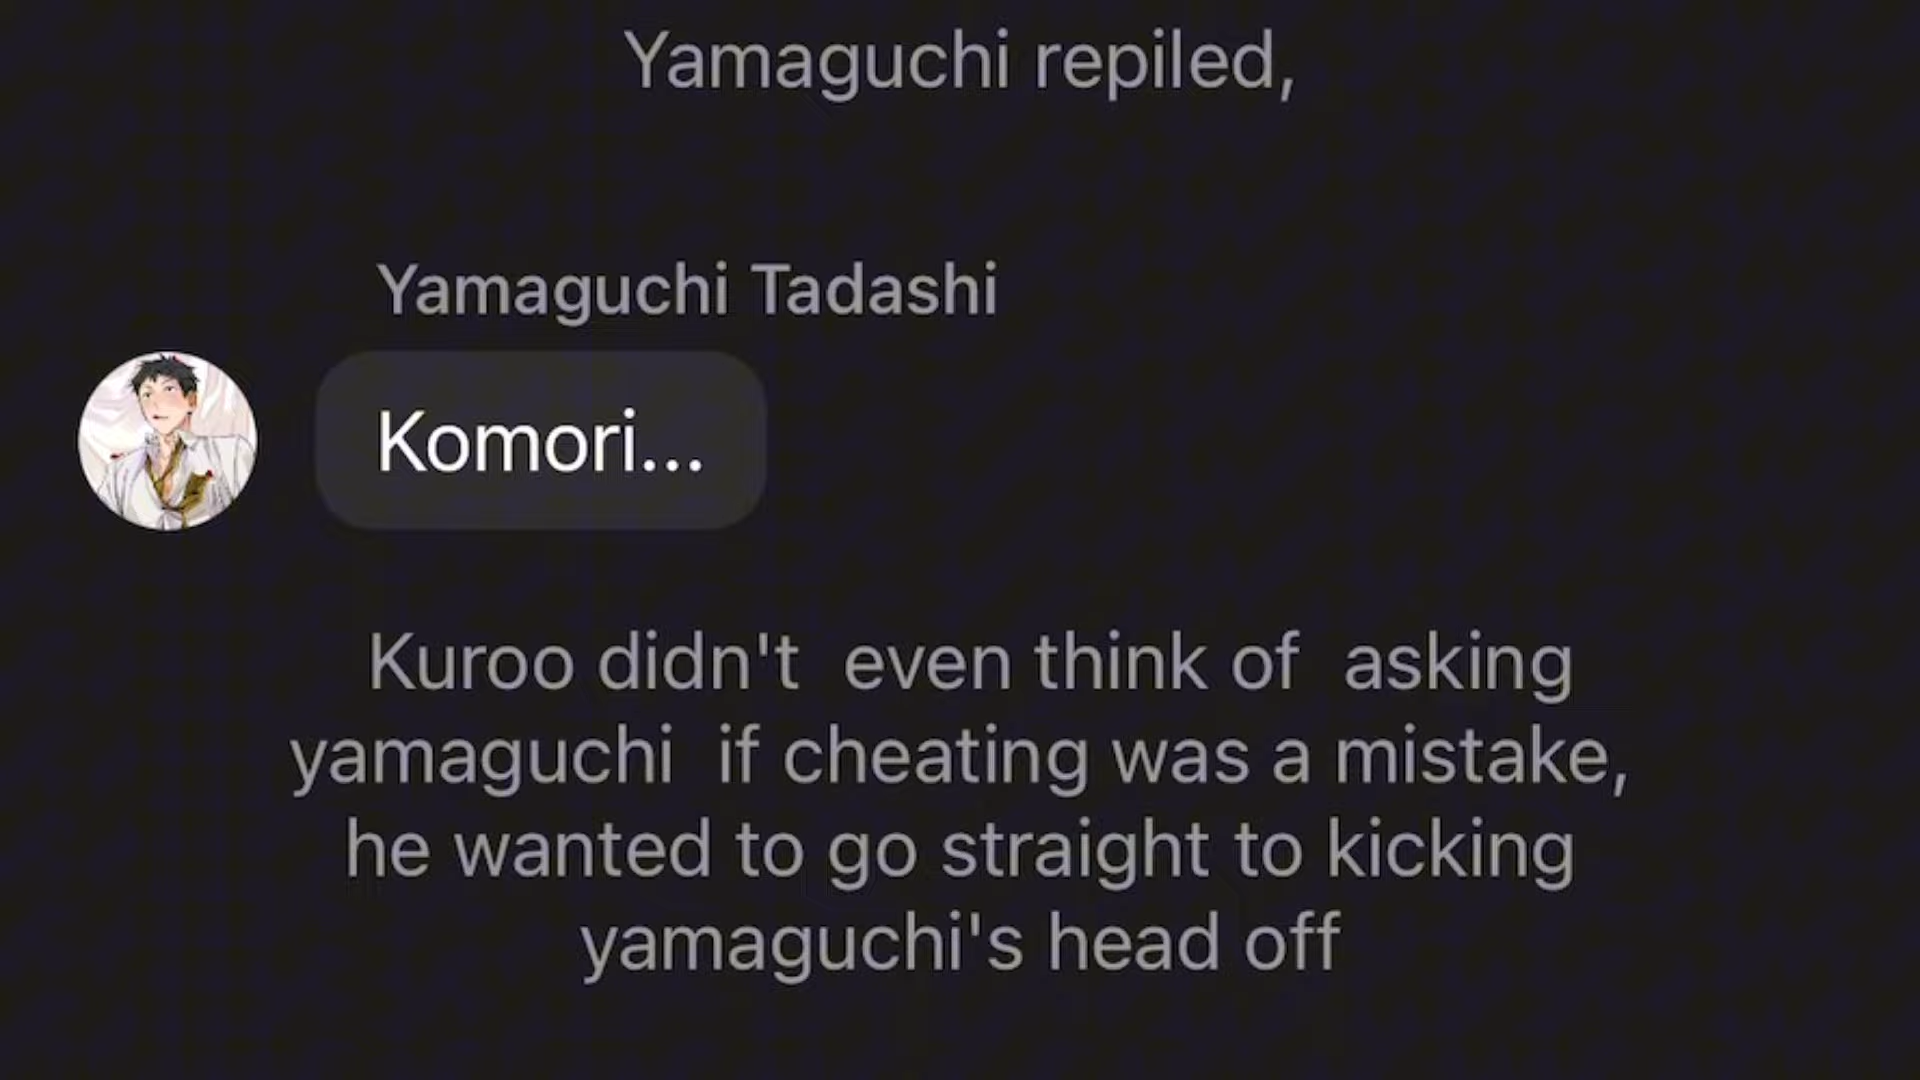 Yamaguchi repiled,
Yamaguchi Tadashi
Komori...
Kuroo didn't  even think of  asking
yamaguchi  if cheating was a mistake,
he wanted to go straight to kicking
yamaguchi's head off